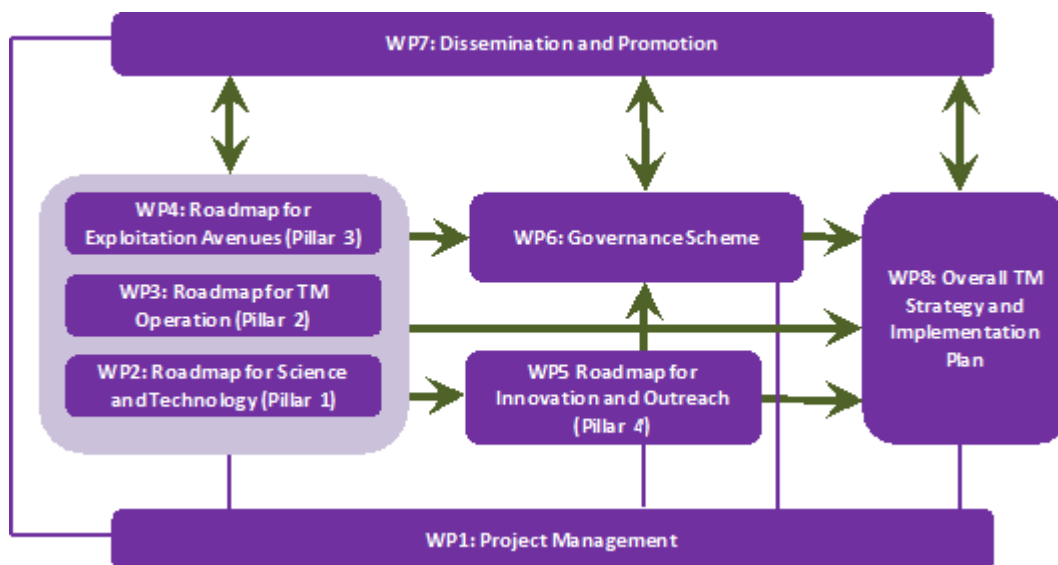 WP7: Dissemination and Promotion
WP4: Roadmap for
Exploitation Avenues (Pillar 3)
WP3: Roadmap for TM
Operation (Pillar 2)
WP2: Roadmap for Science
and Technology (Pillar 1)
WP6: Governance Scheme
WP5 Roadmap for
Innovation and Outreach
(Pillar 4)
WP8: Overall TM
Strategy and
Implementation
Plan
WP1: Project Management